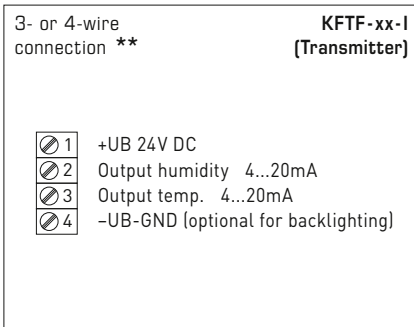 3- or 4-wire
connection **
KFTF-xx-I
(Transmitter)
1 +UB 24V DC
2 Output humidity 4...20mA
3 Output temp. 4...20mA
4 –UB-GND (optional for backlighting)